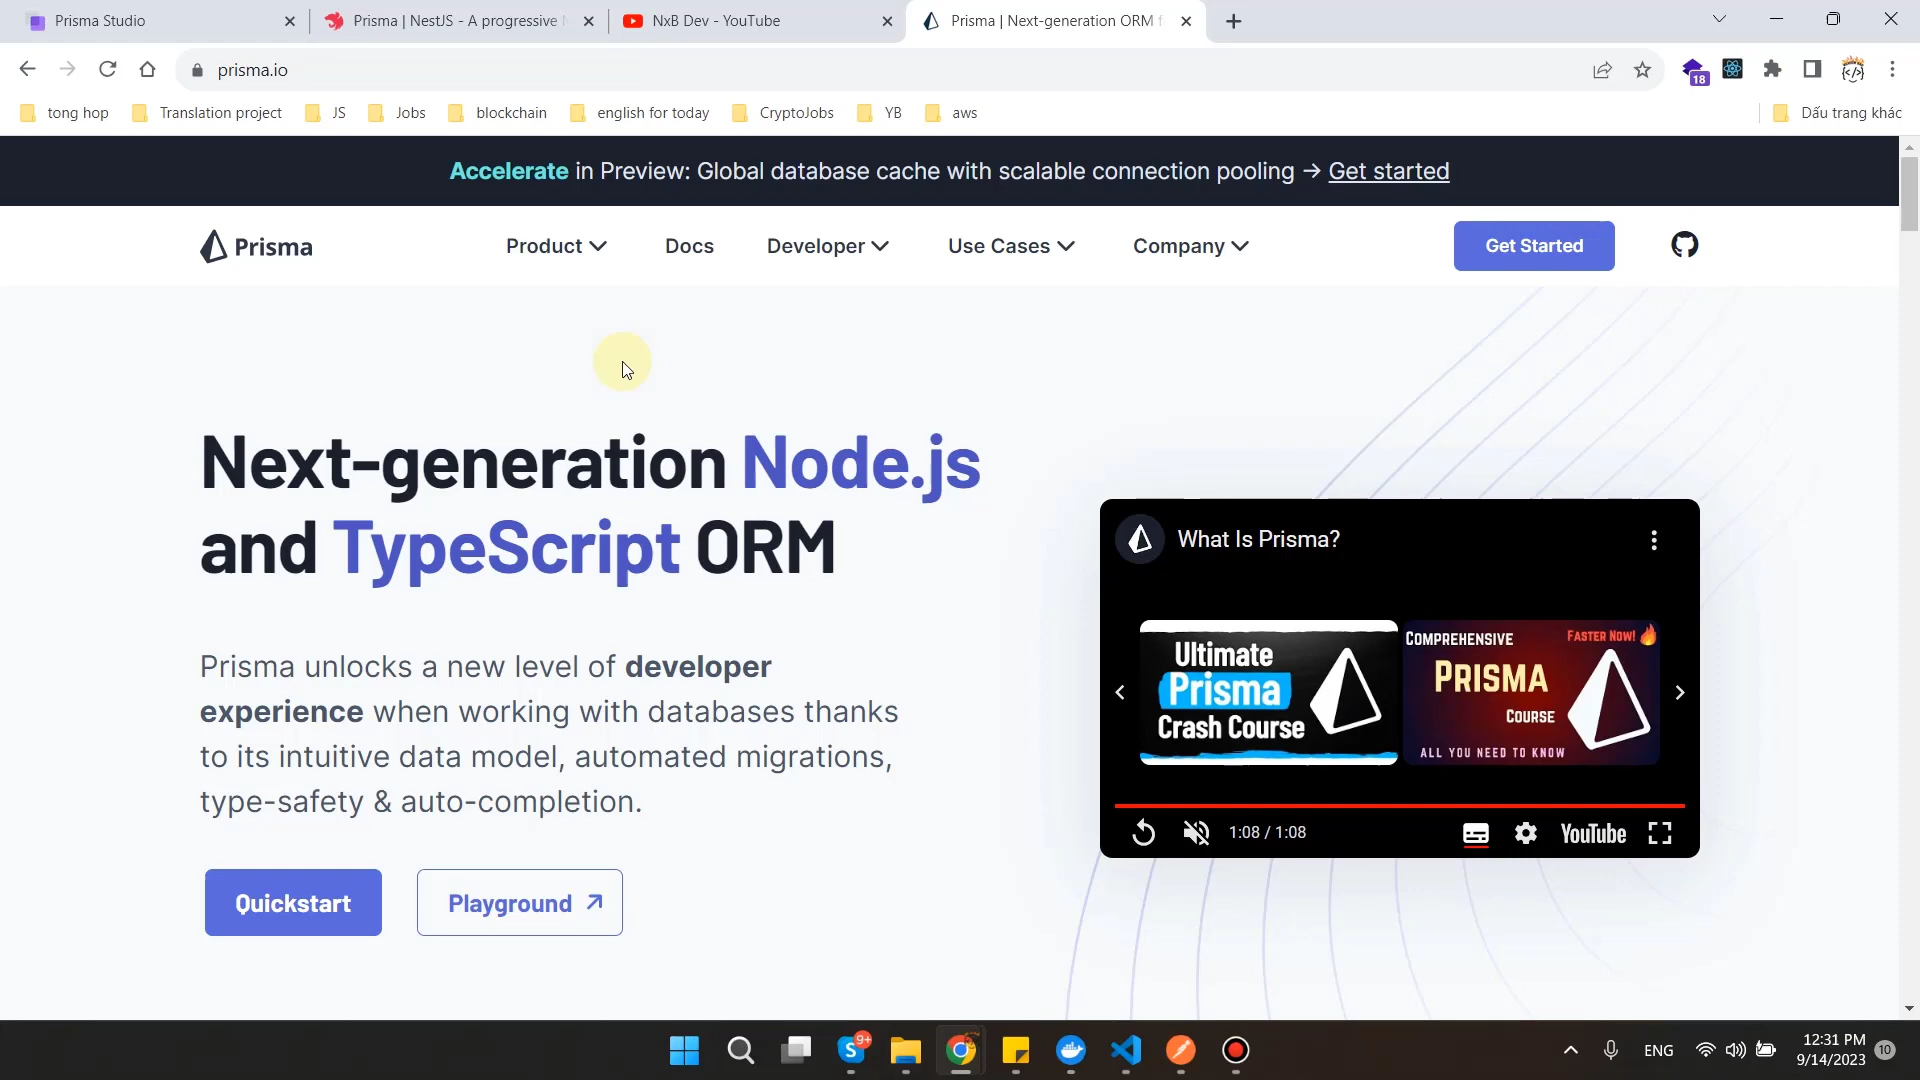 Prisma Studio
Prisma | NestJS - A progressive
NxB Dev - YouTube
Prisma | Next-generation ORM f
prisma.io
18
tong hop
Translation project
JS
Jobs
blockchain
english for today
CryptoJobs
YB
aws
Dấu trang khác
Accelerate in Preview: Global database cache with scalable connection pooling → Get started
Prisma
Product
Docs
Developer
Use Cases
Company
Get Started
Next-generation Node.js
and TypeScript ORM
Prisma unlocks a new level of developer
experience when working with databases thanks
to its intuitive data model, automated migrations,
type-safety & auto-completion.
Quickstart
Playground
What Is Prisma?
Ultimate
Prisma
Crash Course
COMPREHENSIVE
FASTER NOW!
PRISMA
COURSE
ALL YOU NEED TO KNOW
1:08 / 1:08
YouTube
S
9+
ENG
12:31 PM
9/14/2023
10